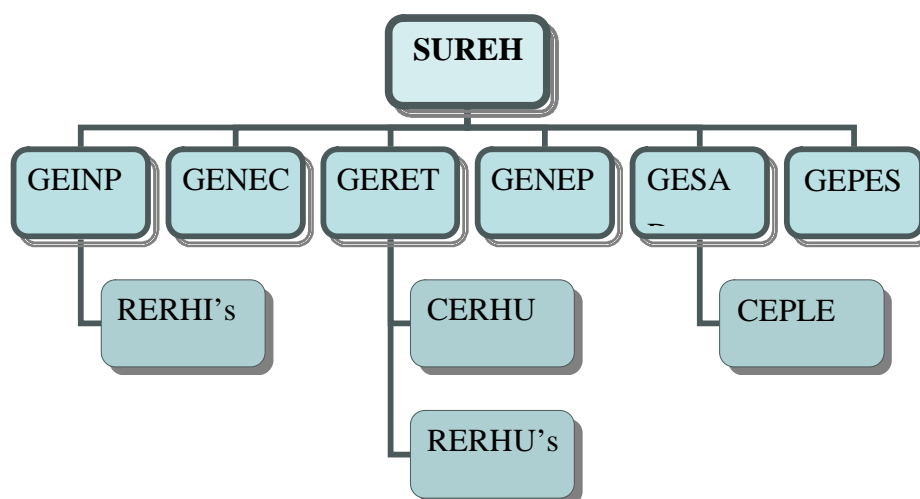 SUREH
GEINP
GENEC
GERET
GENEP
GESA
GEPES
RERHI's
CERHU
CEPLE
RERHU's